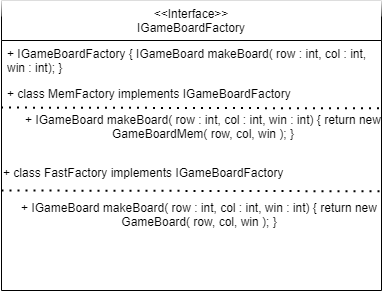 <<Interface>>
IGameBoardFactory
+ IGameBoardFactory { IGameBoard makeBoard( row : int, col : int,
win : int); }
+ class MemFactory implements IGameBoardFactory
+ IGameBoard makeBoard( row : int, col : int, win : int) { return new
GameBoardMem( row, col, win ); }
+ class FastFactory implements IGameBoardFactory
+ IGameBoard makeBoard( row : int, col : int, win : int) { return new
GameBoard( row, col, win ); }